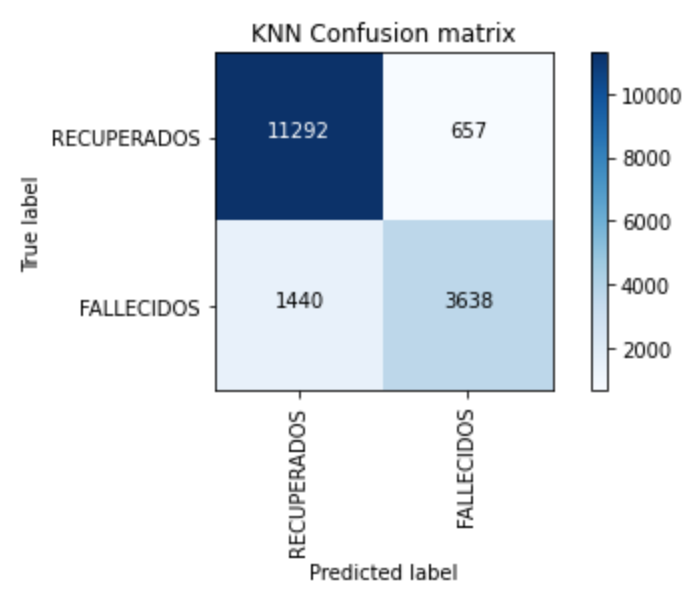 KNN Confusion matrix
True label
RECUPERADOS
11292 657
FALLECIDOS
1440 3638
RECUPERADOS
FALLECIDOS
Predicted label
10000
8000
6000
4000
2000